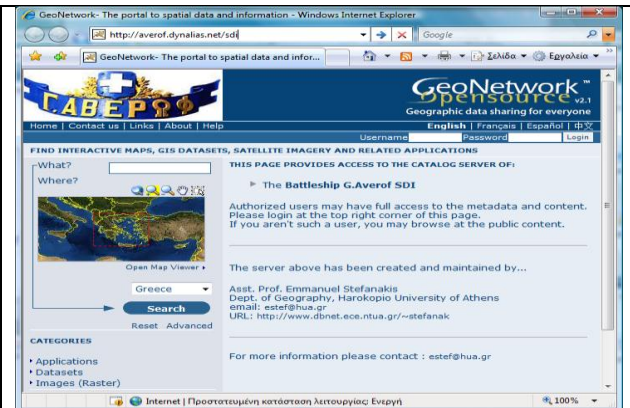 GeoNetwork- The portal to spatial data and information - Windows Internet Explorer
http://averof.dynalias.net/sdi
Google
GeoNetwork- The portal to spatial data and infor...
Σελίδα
Εργαλεία
Γ.ΑΒΕΡΩΦ
GeoNetwork™
opensource v2.1
Geographic data sharing for everyone
Home | Contact us | Links | About | Help
English | Français | Español | 中文
Username
Password
Login
FIND INTERACTIVE MAPS, GIS DATASETS, SATELLITE IMAGERY AND RELATED APPLICATIONS
What?
Where?
Open Map Viewer
Greece
Search
Reset Advanced
CATEGORIES
Applications
Datasets
Images (Raster)
THIS PAGE PROVIDES ACCESS TO THE CATALOG SERVER OF:
The Battleship G.Averof SDI
Authorized users may have full access to the metadata and content.
Please login at the top right corner of this page.
If you aren't such a user, you may browse at the public content.
The server above has been created and maintained by...
Asst. Prof. Emmanuel Stefanakis
Dept. of Geography, Harokopio University of Athens
email: estef@hua.gr
URL: http://www.dbnet.ece.ntua.gr/~stefanak
For more information please contact : estef@hua.gr
Internet | Προστατευμένη κατάσταση λειτουργίας: Ενεργή
100%